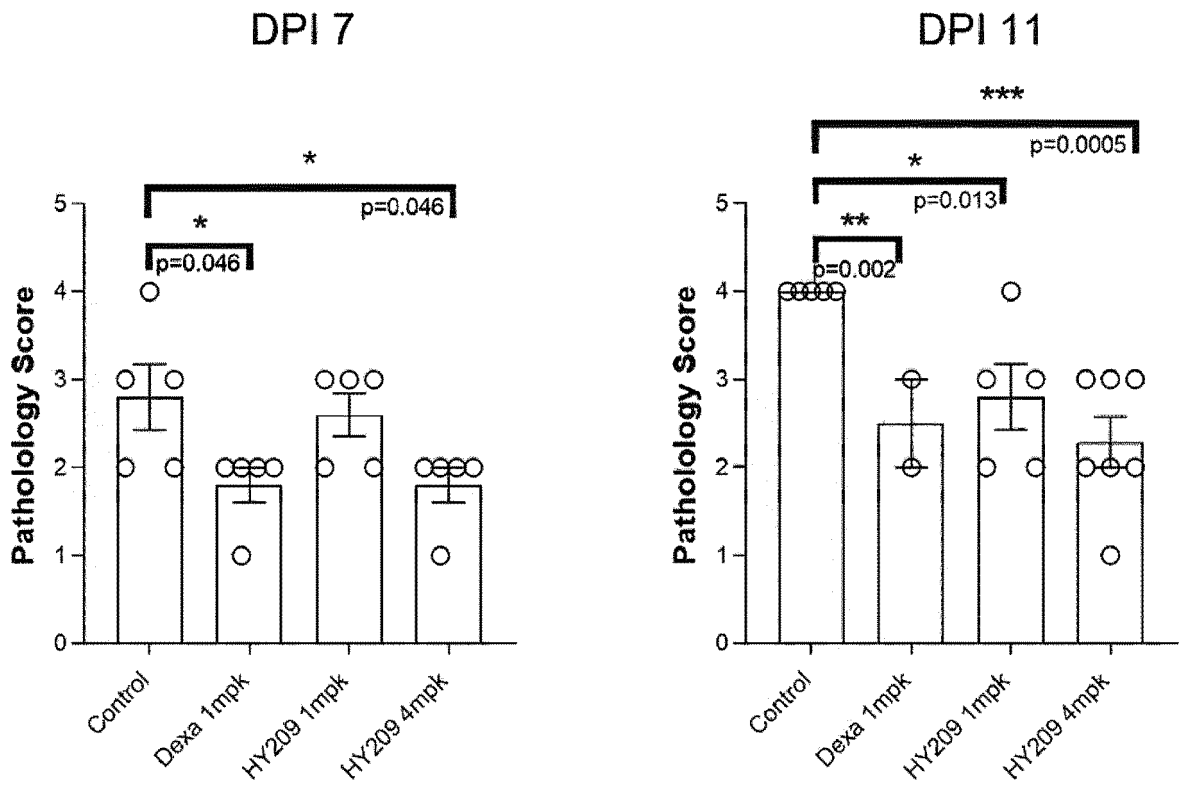 DPI 7
*
p=0.046
*
p=0.046
Patholology Score
5
4
3
2
1
0
Control
Dexa 1mpk
HY209 1mpk
HY209 4mpk
DPI 11
***
p=0.0005
*
p=0.013
**
p=0.002
Patholology Score
5
4
3
2
1
0
Control
Dexa 1mpk
HY209 1mpk
HY209 4mpk